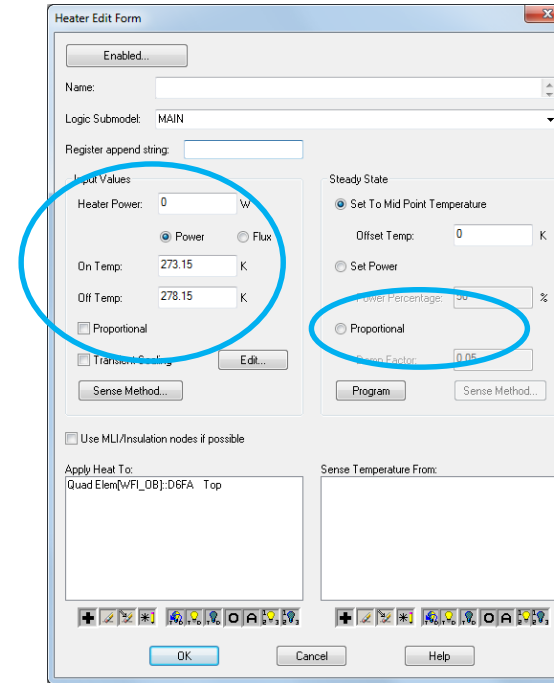 Heater Edit Form
Enabled...
Name:
Logic Submodel: MAIN
Register append string:
Input Values
Heater Power: 0 W
Power Flux
On Temp: 273.15 K
Off Temp: 278.15 K
Proportional
Transient Scaling Edit...
Sense Method...
Steady State
Set To Mid Point Temperature
Offset Temp: 0 K
Set Power
Power Percentage: 50 %
Proportional
Damp Factor: 0.05
Program Sense Method...
Use MLI/Insulation nodes if possible
Apply Heat To:
Quad Elem[WFI_OB]::D6FA Top
Sense Temperature From:
OK Cancel Help